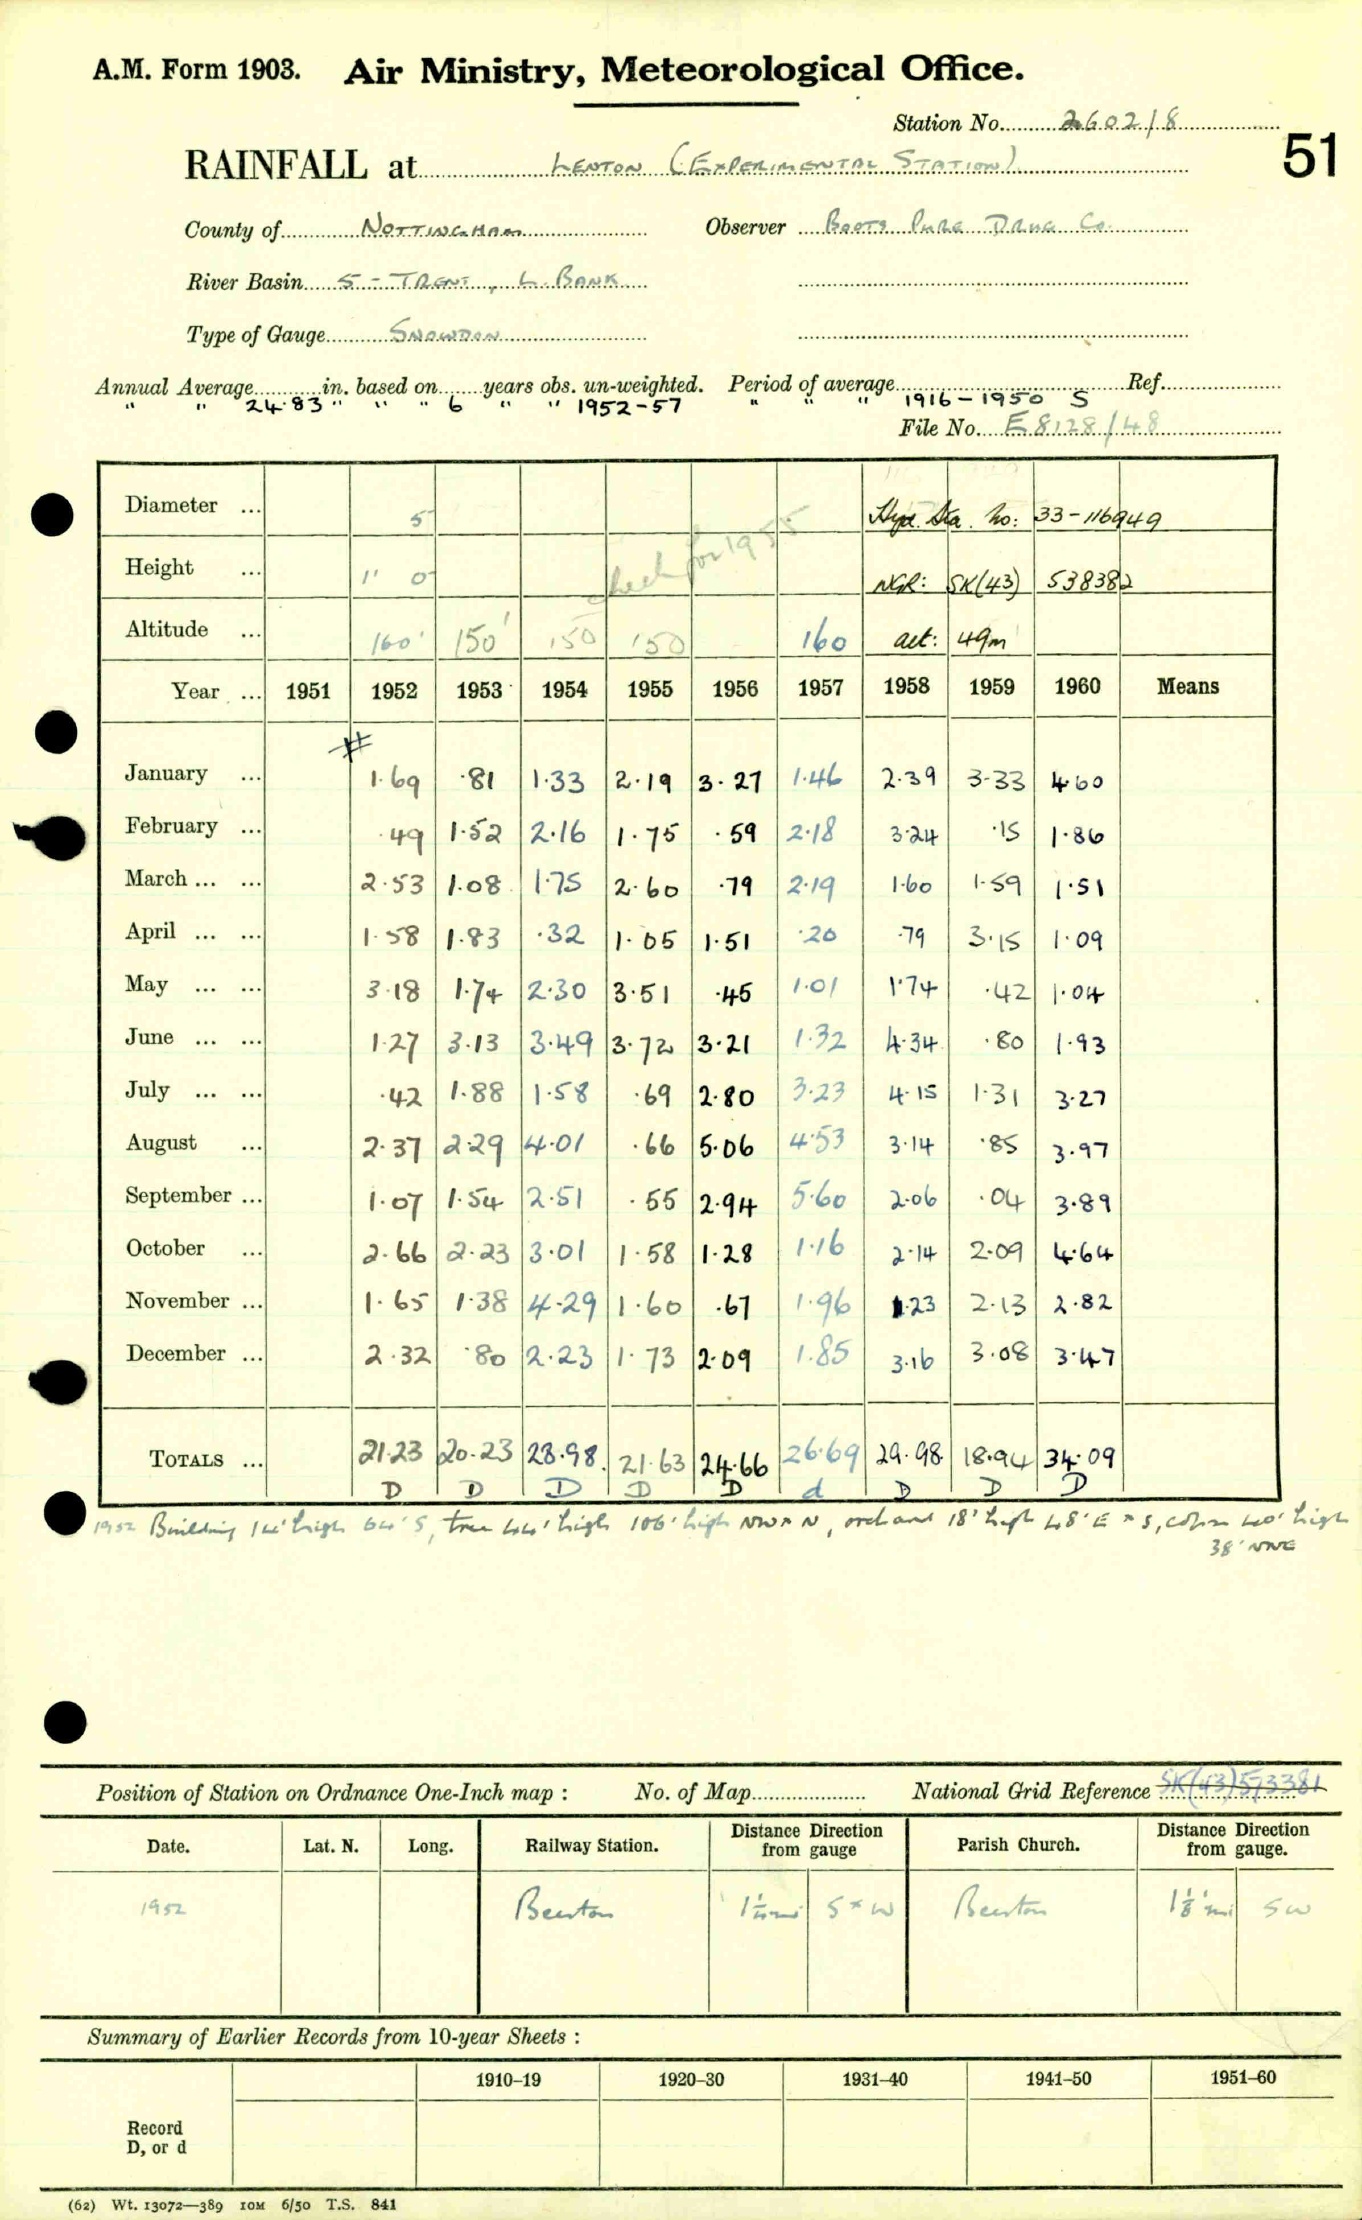 A.M. Form 1903. Air Ministry, Meteorological Office.
Station No. 2602/8
51
RAINFALL at LENTON (EXPERIMENTAL STATION)
County of NOTTINGHAM Observer BOOTS PURE DRUG Co.
River Basin 5 - TRENT, L. BANK
Type of Gauge SNOWDON
Annual Average in. based on years obs. un-weighted. Period of average Ref.
" " 24.83 " " " 6 " " 1952-57 " " " 1916-1950 S
File No. E8128/48
Diameter ... 5 Hyd. Sta. No: 33-116949
check for 1955
Height ... 1' 0 NGR: SK(43) 538382
Altitude ... 160' 150' 150 150 160 alt: 49m
Year ... 1951 1952 1953 1954 1955 1956 1957 1958 1959 1960 Means
January ... 1.69 .81 1.33 2.19 3.27 1.46 2.39 3.33 4.60
February ... .49 1.52 2.16 1.75 .59 2.18 3.24 .15 1.86
March ... ... 2.53 1.08 1.75 2.60 .79 2.19 1.60 1.59 1.51
April ... ... 1.58 1.83 .32 1.05 1.51 .20 .79 3.15 1.09
May ... ... 3.18 1.74 2.30 3.51 .45 1.01 1.74 .42 1.04
June ... ... 1.27 3.13 3.49 3.72 3.21 1.32 4.34 .80 1.93
July ... ... .42 1.88 1.58 .69 2.80 3.23 4.15 1.31 3.27
August ... 2.37 2.29 4.01 .66 5.06 4.53 3.14 .85 3.97
September ... 1.07 1.54 2.51 .55 2.94 5.60 2.06 .04 3.89
October ... 2.66 2.23 3.01 1.58 1.28 1.16 2.14 2.09 4.64
November ... 1.65 1.38 4.29 1.60 .67 1.96 1.23 2.13 2.82
December ... 2.32 .80 2.23 1.73 2.09 1.85 3.16 3.08 3.47
TOTALS ... 21.23 20.23 28.98 21.63 24.66 26.69 29.98 18.94 34.09
D D D D D d D D D
1952 Building 14' high 64' S, tree 44' high 106' high NW × N, orchard 18' high 48' E × S, high
38' NNE
Position of Station on Ordnance One-Inch map : No. of Map National Grid Reference SK(43)573381
Date. Lat. N. Long. Railway Station. Distance Direction from gauge Parish Church. Distance Direction from gauge.
1952 Beeston S × W Beeston 1 1/8 mi SW
Summary of Earlier Records from 10-year Sheets :
1910–19 1920–30 1931–40 1941–50 1951–60
Record
D, or d
(62) Wt. 13072—389 10M 6/50 T.S. 841